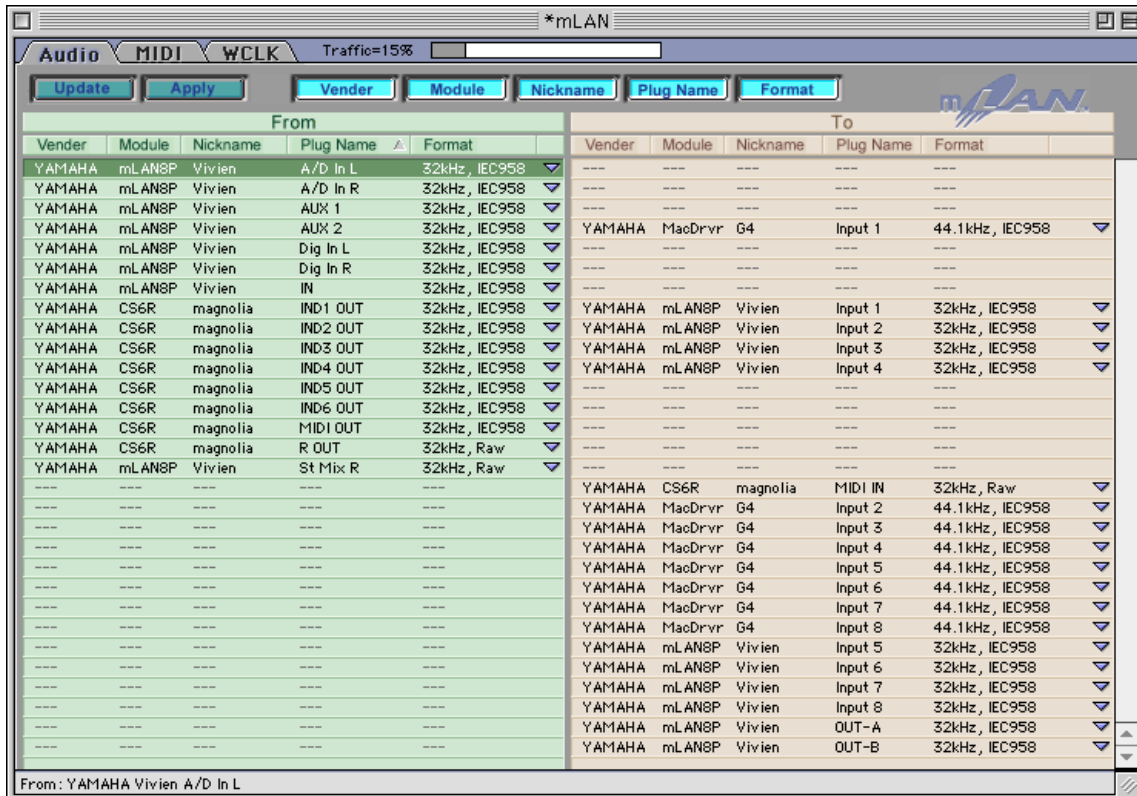 *mLAN
Audio MIDI WCLK Traffic=15%
Update Apply Vender Module Nickname Plug Name Format mLAN.
From To
Vender Module Nickname Plug Name Format Vender Module Nickname Plug Name Format
YAMAHA mLAN8P Vivien A/D In L 32kHz, IEC958 --- --- --- --- ---
YAMAHA mLAN8P Vivien A/D In R 32kHz, IEC958 --- --- --- --- ---
YAMAHA mLAN8P Vivien AUX 1 32kHz, IEC958 --- --- --- --- ---
YAMAHA mLAN8P Vivien AUX 2 32kHz, IEC958 YAMAHA MacDrvr G4 Input 1 44.1kHz, IEC958
YAMAHA mLAN8P Vivien Dig In L 32kHz, IEC958 --- --- --- --- ---
YAMAHA mLAN8P Vivien Dig In R 32kHz, IEC958 --- --- --- --- ---
YAMAHA mLAN8P Vivien IN 32kHz, IEC958 --- --- --- --- ---
YAMAHA CS6R magnolia IND1 OUT 32kHz, IEC958 YAMAHA mLAN8P Vivien Input 1 32kHz, IEC958
YAMAHA CS6R magnolia IND2 OUT 32kHz, IEC958 YAMAHA mLAN8P Vivien Input 2 32kHz, IEC958
YAMAHA CS6R magnolia IND3 OUT 32kHz, IEC958 YAMAHA mLAN8P Vivien Input 3 32kHz, IEC958
YAMAHA CS6R magnolia IND4 OUT 32kHz, IEC958 YAMAHA mLAN8P Vivien Input 4 32kHz, IEC958
YAMAHA CS6R magnolia IND5 OUT 32kHz, IEC958 --- --- --- --- ---
YAMAHA CS6R magnolia IND6 OUT 32kHz, IEC958 --- --- --- --- ---
YAMAHA CS6R magnolia MIDI OUT 32kHz, IEC958 --- --- --- --- ---
YAMAHA CS6R magnolia R OUT 32kHz, Raw --- --- --- --- ---
YAMAHA mLAN8P Vivien St Mix R 32kHz, Raw --- --- --- --- ---
--- --- --- --- --- YAMAHA CS6R magnolia MIDI IN 32kHz, Raw
--- --- --- --- --- YAMAHA MacDrvr G4 Input 2 44.1kHz, IEC958
--- --- --- --- --- YAMAHA MacDrvr G4 Input 3 44.1kHz, IEC958
--- --- --- --- --- YAMAHA MacDrvr G4 Input 4 44.1kHz, IEC958
--- --- --- --- --- YAMAHA MacDrvr G4 Input 5 44.1kHz, IEC958
--- --- --- --- --- YAMAHA MacDrvr G4 Input 6 44.1kHz, IEC958
--- --- --- --- --- YAMAHA MacDrvr G4 Input 7 44.1kHz, IEC958
--- --- --- --- --- YAMAHA MacDrvr G4 Input 8 44.1kHz, IEC958
--- --- --- --- --- YAMAHA mLAN8P Vivien Input 5 32kHz, IEC958
--- --- --- --- --- YAMAHA mLAN8P Vivien Input 6 32kHz, IEC958
--- --- --- --- --- YAMAHA mLAN8P Vivien Input 7 32kHz, IEC958
--- --- --- --- --- YAMAHA mLAN8P Vivien Input 8 32kHz, IEC958
--- --- --- --- --- YAMAHA mLAN8P Vivien OUT-A 32kHz, IEC958
--- --- --- --- --- YAMAHA mLAN8P Vivien OUT-B 32kHz, IEC958
From: YAMAHA Vivien A/D In L